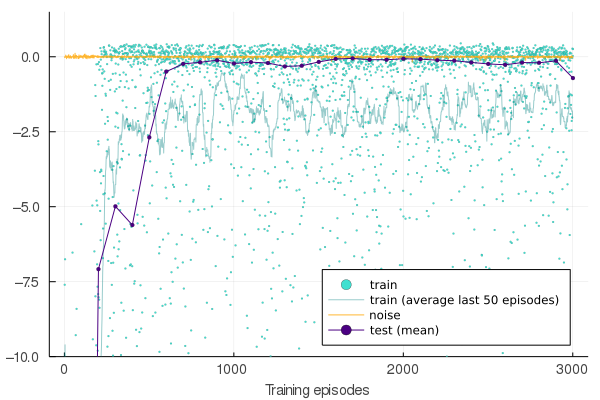 0.0
−2.5
−5.0
−7.5
−10.0
train
train (average last 50 episodes)
noise
test (mean)
0 1000 2000 3000
Training episodes